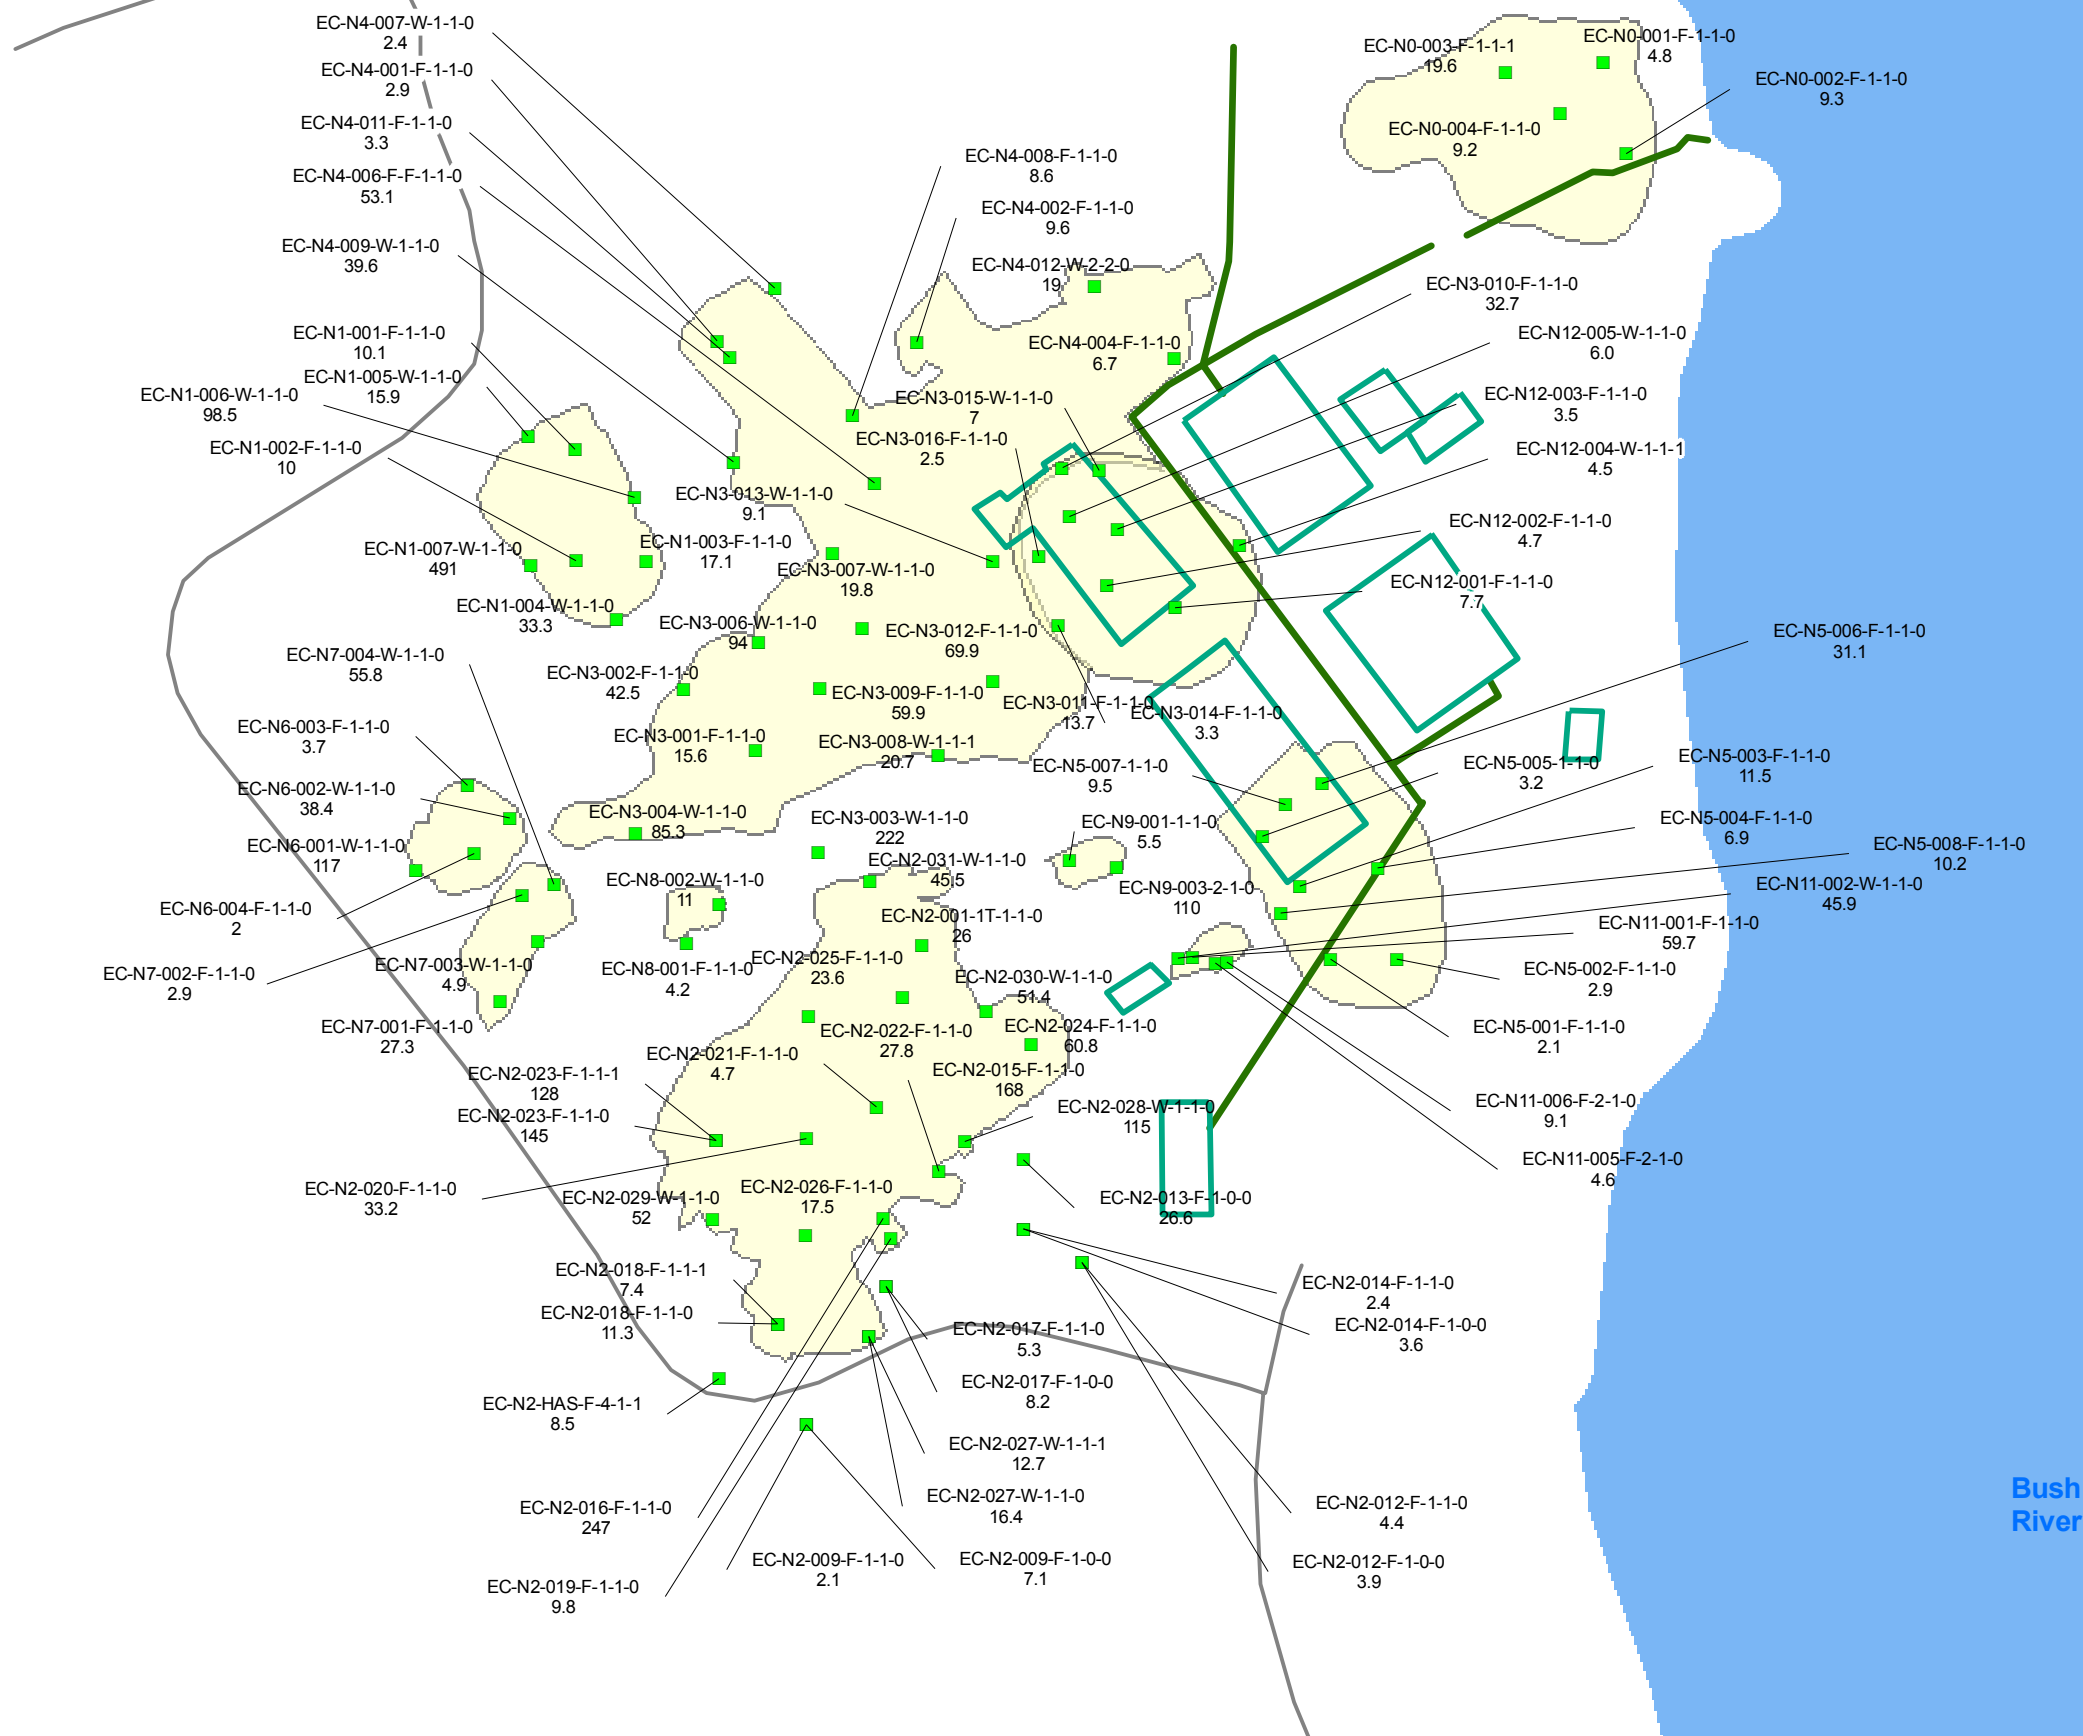 EC-N4-007-W-1-1-0
2.4
EC-N4-001-F-1-1-0
2.9
EC-N4-011-F-1-1-0
3.3
EC-N4-006-F-F-1-1-0
53.1
EC-N4-009-W-1-1-0
39.6
EC-N4-008-F-1-1-0
8.6
EC-N4-002-F-1-1-0
9.6
EC-N4-012-W-2-2-0
19
EC-N4-004-F-1-1-0
6.7
EC-N0-003-F-1-1-1
19.6
EC-N0-001-F-1-1-0
4.8
EC-N0-002-F-1-1-0
9.3
EC-N0-004-F-1-1-0
9.2
EC-N3-010-F-1-1-0
32.7
EC-N12-005-W-1-1-0
6.0
EC-N12-003-F-1-1-0
3.5
EC-N12-004-W-1-1-1
4.5
EC-N12-002-F-1-1-0
4.7
EC-N12-001-F-1-1-0
7.7
EC-N1-001-F-1-1-0
10.1
EC-N1-005-W-1-1-0
15.9
EC-N1-006-W-1-1-0
98.5
EC-N1-002-F-1-1-0
10
EC-N1-007-W-1-1-0
491
EC-N1-003-F-1-1-0
17.1
EC-N1-004-W-1-1-0
33.3
EC-N3-015-W-1-1-0
7
EC-N3-016-F-1-1-0
2.5
EC-N3-013-W-1-1-0
9.1
EC-N3-007-W-1-1-0
19.8
EC-N3-006-W-1-1-0
94
EC-N3-012-F-1-1-0
69.9
EC-N3-002-F-1-1-0
42.5
EC-N3-009-F-1-1-0
59.9
EC-N3-011-F-1-1-0
13.7
EC-N3-014-F-1-1-0
3.3
EC-N3-001-F-1-1-0
15.6
EC-N3-008-W-1-1-1
20.7
EC-N3-004-W-1-1-0
85.3
EC-N3-003-W-1-1-0
222
EC-N7-004-W-1-1-0
55.8
EC-N6-003-F-1-1-0
3.7
EC-N6-002-W-1-1-0
38.4
EC-N6-001-W-1-1-0
117
EC-N6-004-F-1-1-0
2
EC-N7-002-F-1-1-0
2.9
EC-N7-003-W-1-1-0
4.9
EC-N7-001-F-1-1-0
27.3
EC-N8-002-W-1-1-0
11
EC-N8-001-F-1-1-0
4.2
EC-N5-006-F-1-1-0
31.1
EC-N5-007-1-1-0
9.5
EC-N5-005-1-1-0
3.2
EC-N5-003-F-1-1-0
11.5
EC-N5-004-F-1-1-0
6.9
EC-N5-008-F-1-1-0
10.2
EC-N11-002-W-1-1-0
45.9
EC-N11-001-F-1-1-0
59.7
EC-N5-002-F-1-1-0
2.9
EC-N5-001-F-1-1-0
2.1
EC-N11-006-F-2-1-0
9.1
EC-N11-005-F-2-1-0
4.6
EC-N9-001-1-1-0
5.5
EC-N9-003-2-1-0
110
EC-N2-031-W-1-1-0
45.5
EC-N2-001-1T-1-1-0
26
EC-N2-025-F-1-1-0
23.6
EC-N2-030-W-1-1-0
51.4
EC-N2-022-F-1-1-0
27.8
EC-N2-024-F-1-1-0
60.8
EC-N2-021-F-1-1-0
4.7
EC-N2-015-F-1-1-0
168
EC-N2-023-F-1-1-1
128
EC-N2-023-F-1-1-0
145
EC-N2-028-W-1-1-0
115
EC-N2-020-F-1-1-0
33.2
EC-N2-029-W-1-1-0
52
EC-N2-026-F-1-1-0
17.5
EC-N2-013-F-1-0-0
26.6
EC-N2-018-F-1-1-1
7.4
EC-N2-018-F-1-1-0
11.3
EC-N2-014-F-1-1-0
2.4
EC-N2-014-F-1-0-0
3.6
EC-N2-017-F-1-1-0
5.3
EC-N2-017-F-1-0-0
8.2
EC-N2-HAS-F-4-1-1
8.5
EC-N2-027-W-1-1-1
12.7
EC-N2-027-W-1-1-0
16.4
EC-N2-016-F-1-1-0
247
EC-N2-012-F-1-1-0
4.4
EC-N2-009-F-1-1-0
2.1
EC-N2-009-F-1-0-0
7.1
EC-N2-012-F-1-0-0
3.9
EC-N2-019-F-1-1-0
9.8
Bush
River